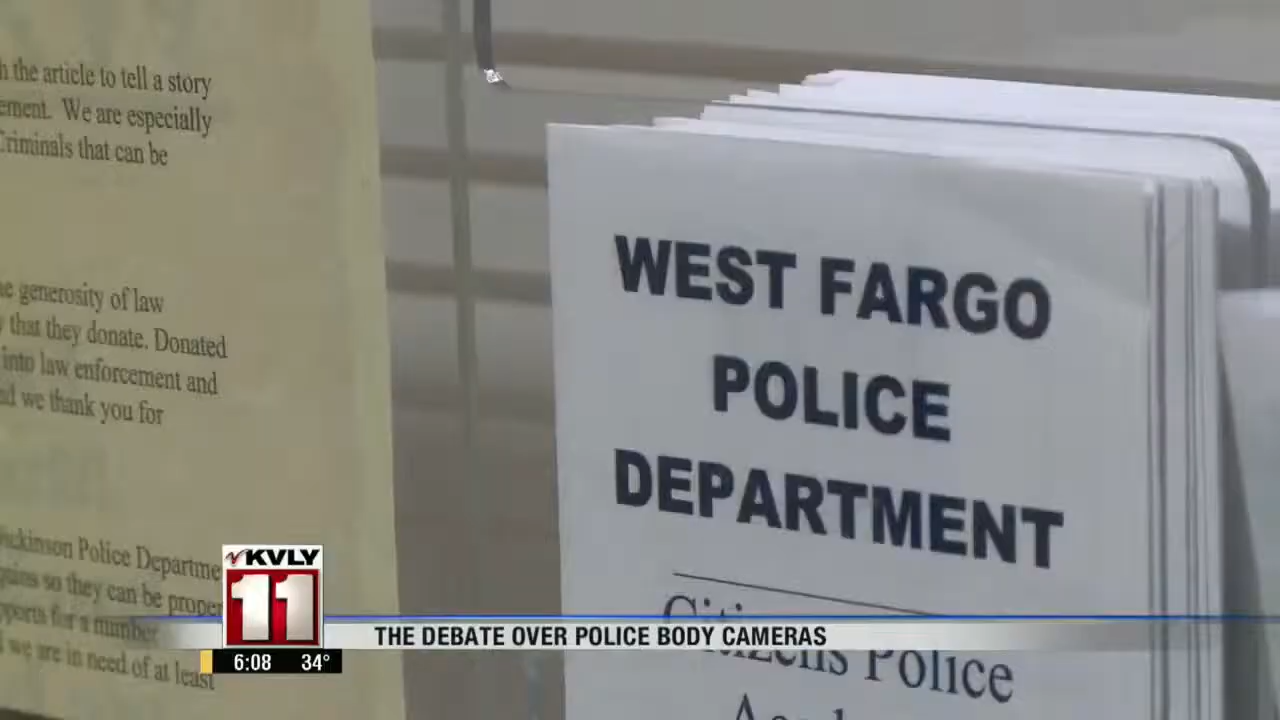 h the article to tell a story
ement. We are especially
Criminals that can be
e generosity of law
that they donate. Donated
into law enforcement and
d we thank you for
ickinson Police Departme
so they can be proper
for a number
we are in need of at least
WEST FARGO
POLICE
DEPARTMENT
Citizens Police
KVLY
11
THE DEBATE OVER POLICE BODY CAMERAS
6:08 34°